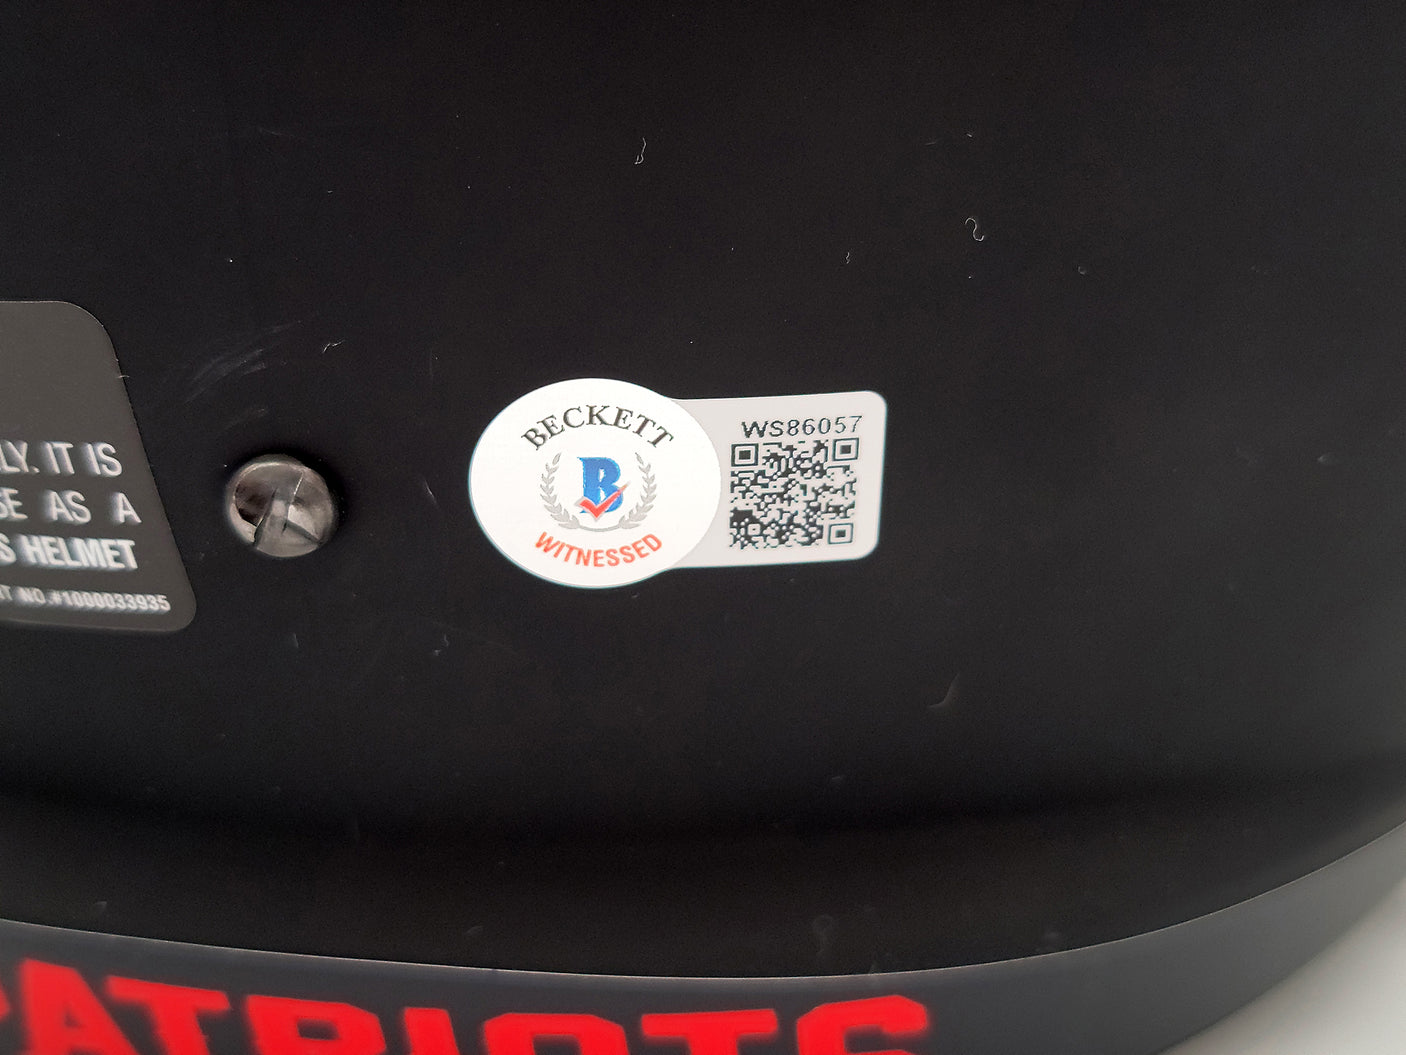 LY. IT IS
SE AS A
S HELMET
T NO.#1000033935
BECKETT
B
WITNESSED
WS86057
PATRIOTS